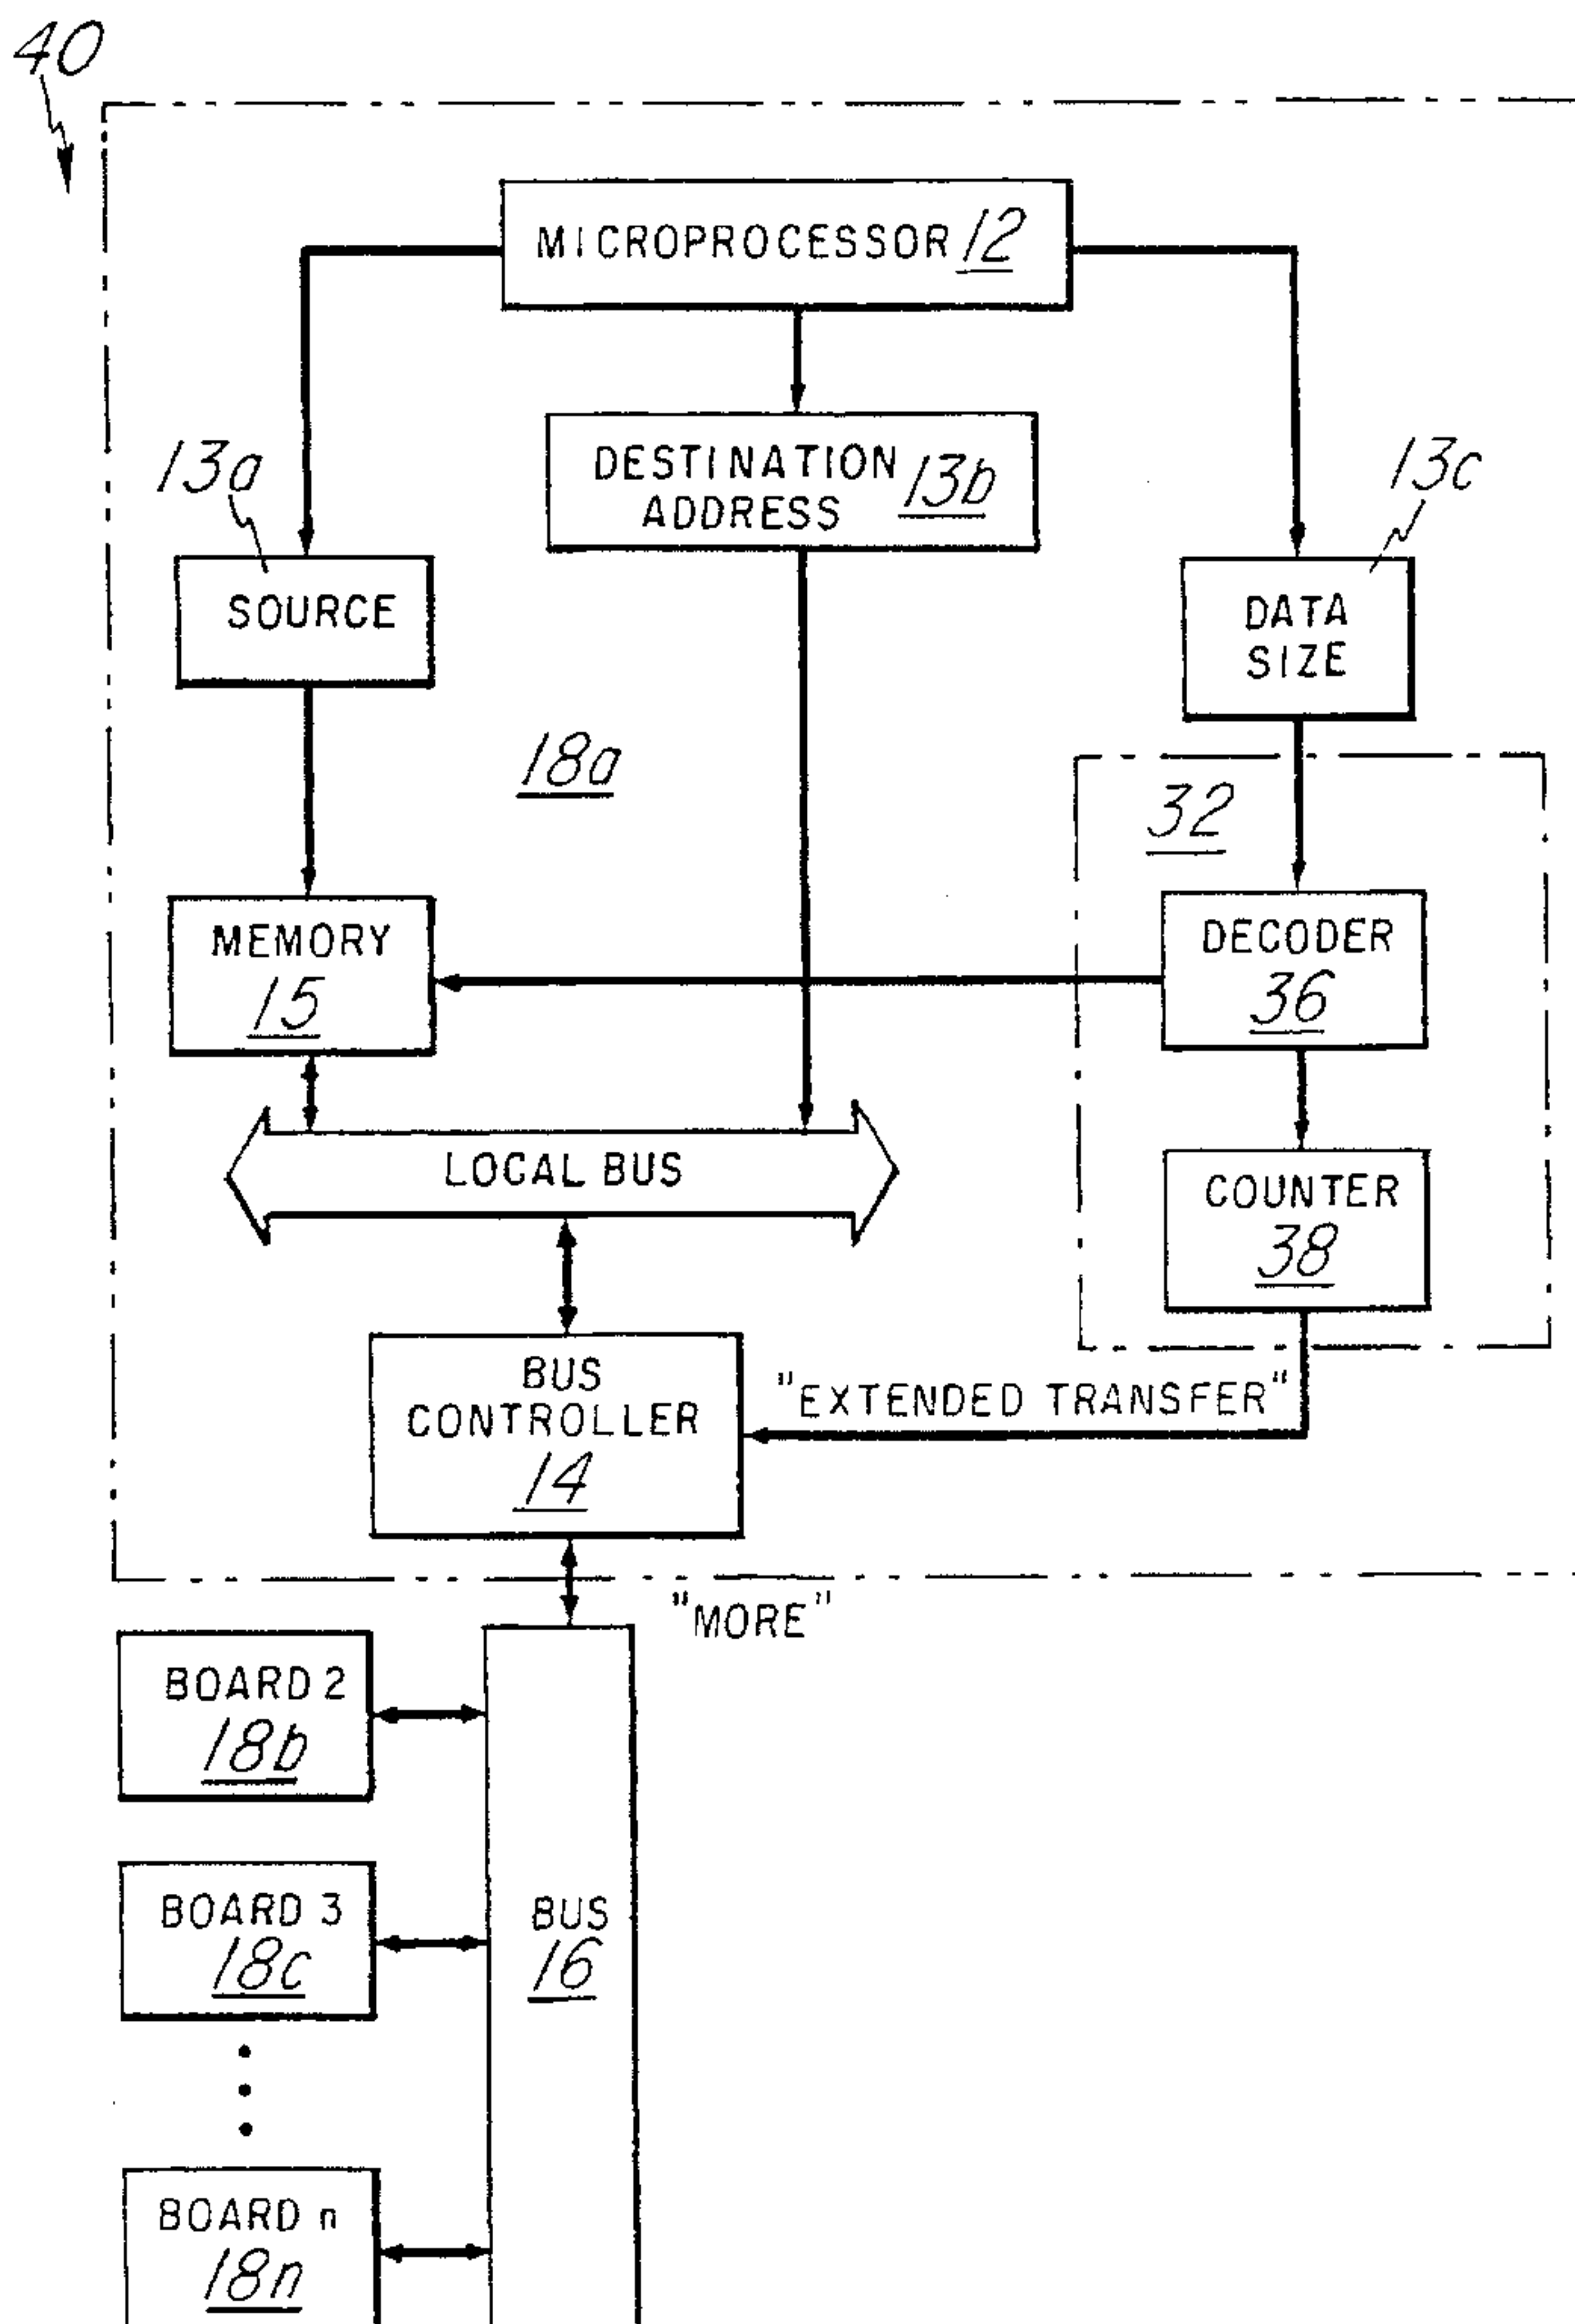 40
MICROPROCESSOR 12
13a
DESTINATION
ADDRESS 13b
13c
SOURCE
DATA
SIZE
18a
32
MEMORY
15
DECODER
36
LOCAL BUS
COUNTER
38
BUS
CONTROLLER
14
"EXTENDED TRANSFER"
"MORE"
BOARD 2
18b
BOARD 3
18c
BUS
16
BOARD n
18n